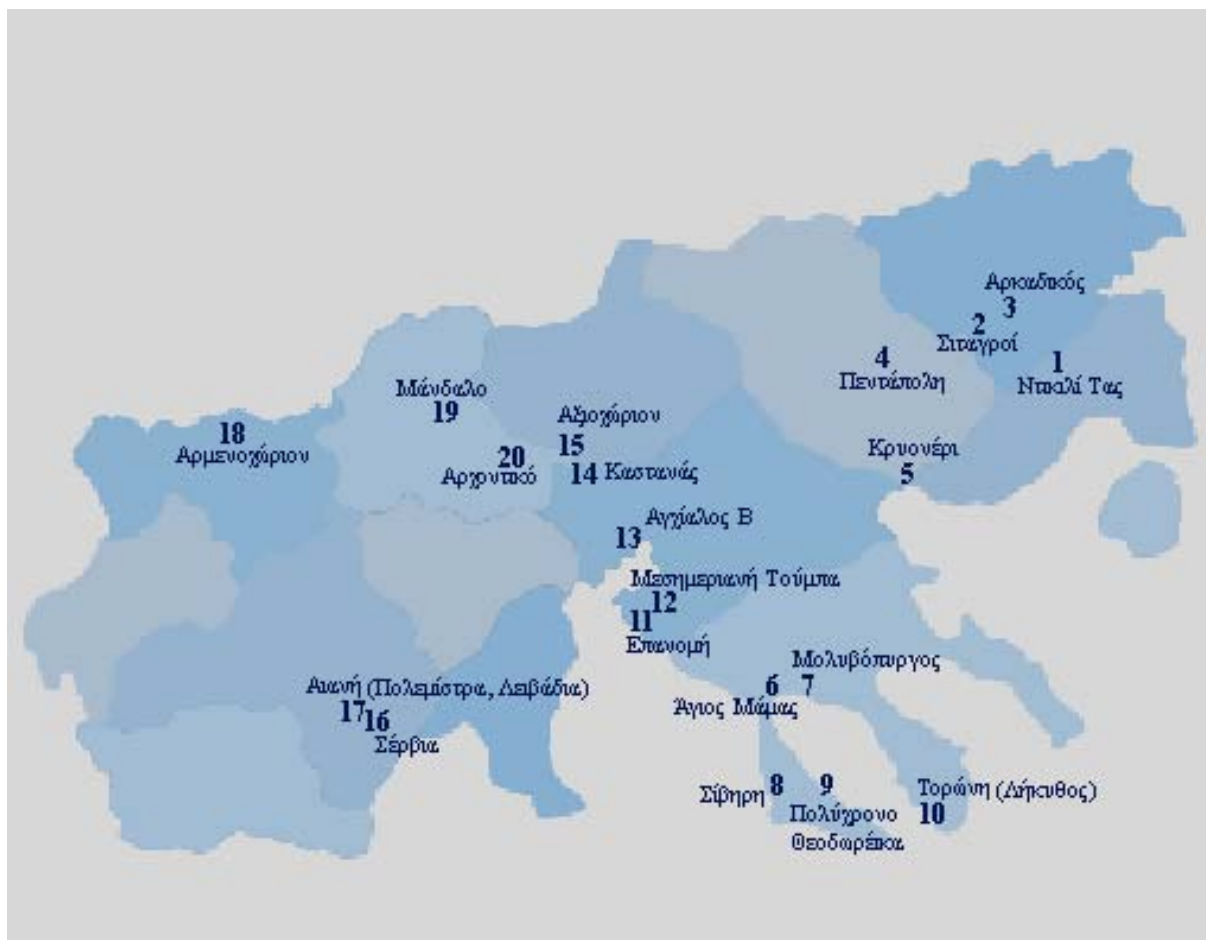 Αρκαδικός
3
2
Σιταγροί
4
Πεντάπολη
1
Ντικιλί Τας
Μάνδαλο
19
Αξιοχώριου
15
18
Αρμενοχώριου
20
Αρχοντικό
14 Καστανάς
Κρυονέρι
5
Αγχίαλος Β
13
Μεσημεριανή Τούμπα
12
11
Επανομή
Μολυβόπυργος
6 7
Άγιος Μάμας
Αιανή (Πολεμίστρα, Λειβάδια)
17 16
Σέρβια
Σίβηρη 8
9
Πολύχρονο
Θεοδωρέικα
Τορώνη (Λήκυθος)
10